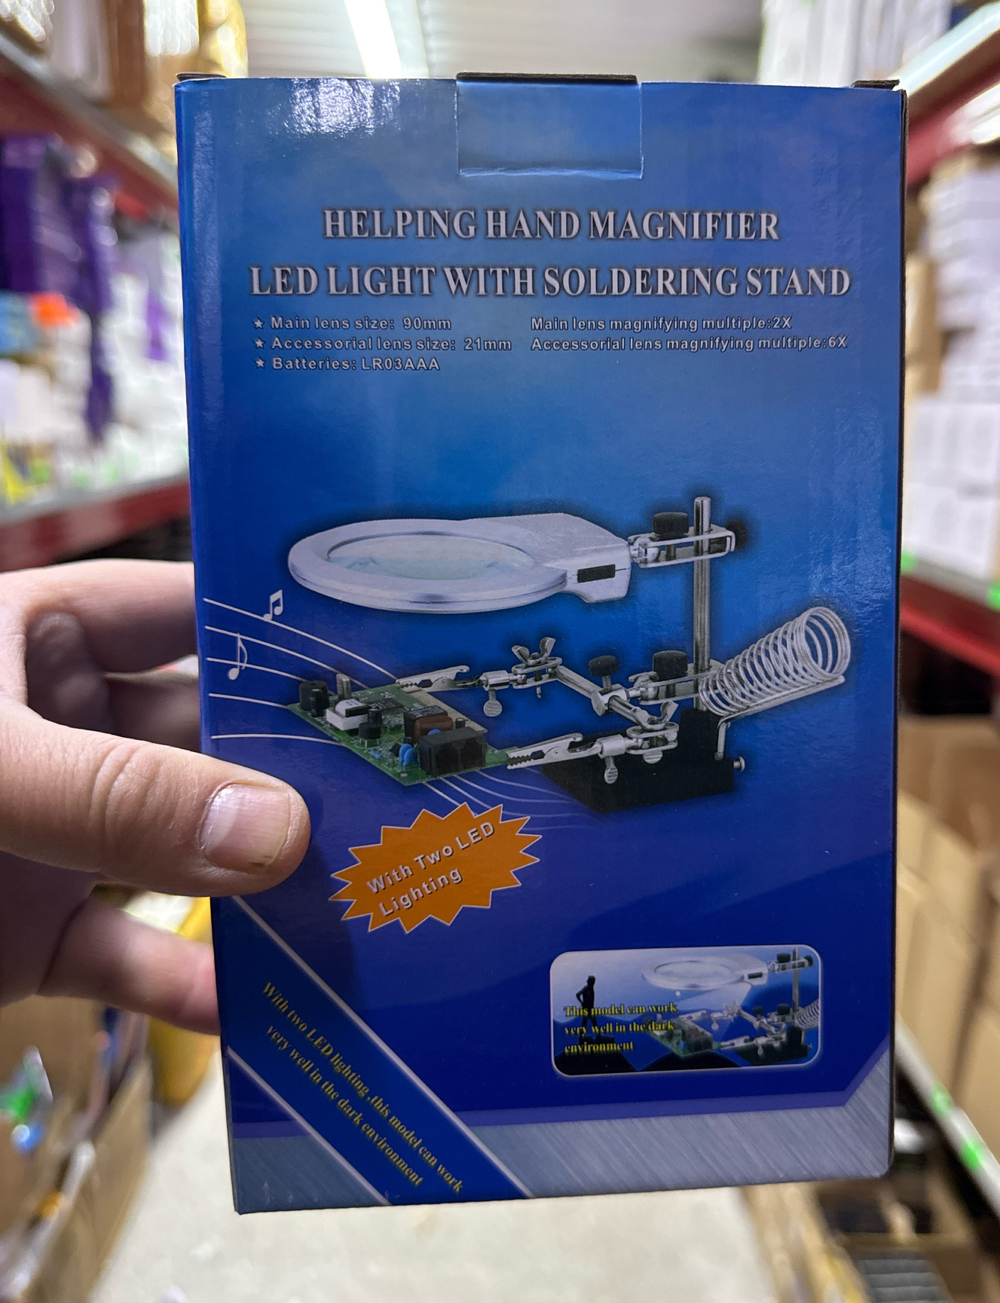 HELPING HAND MAGNIFIER
LED LIGHT WITH SOLDERING STAND
★ Main lens size: 90mm Main lens magnifying multiple:2X
★ Accessorial lens size: 21mm Accessorial lens magnifying multiple:6X
★ Batteries: LR03AAA
With Two LED
Lighting
This model can work
very well in the dark
environment
With two LED lighting ,this model can work
very well in the dark environment